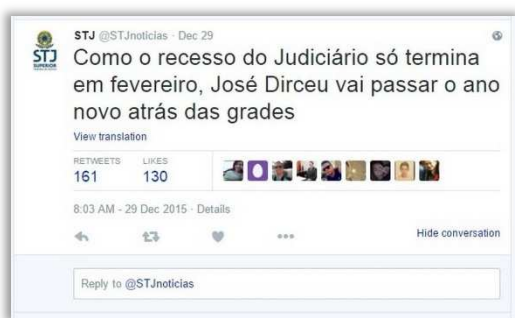 STJ @STJnoticias · Dec 29
STJ
SUPERIOR
Como o recesso do Judiciário só termina
em fevereiro, José Dirceu vai passar o ano
novo atrás das grades
View translation
RETWEETS LIKES
161 130
8:03 AM - 29 Dec 2015 · Details
Hide conversation
Reply to @STJnoticias